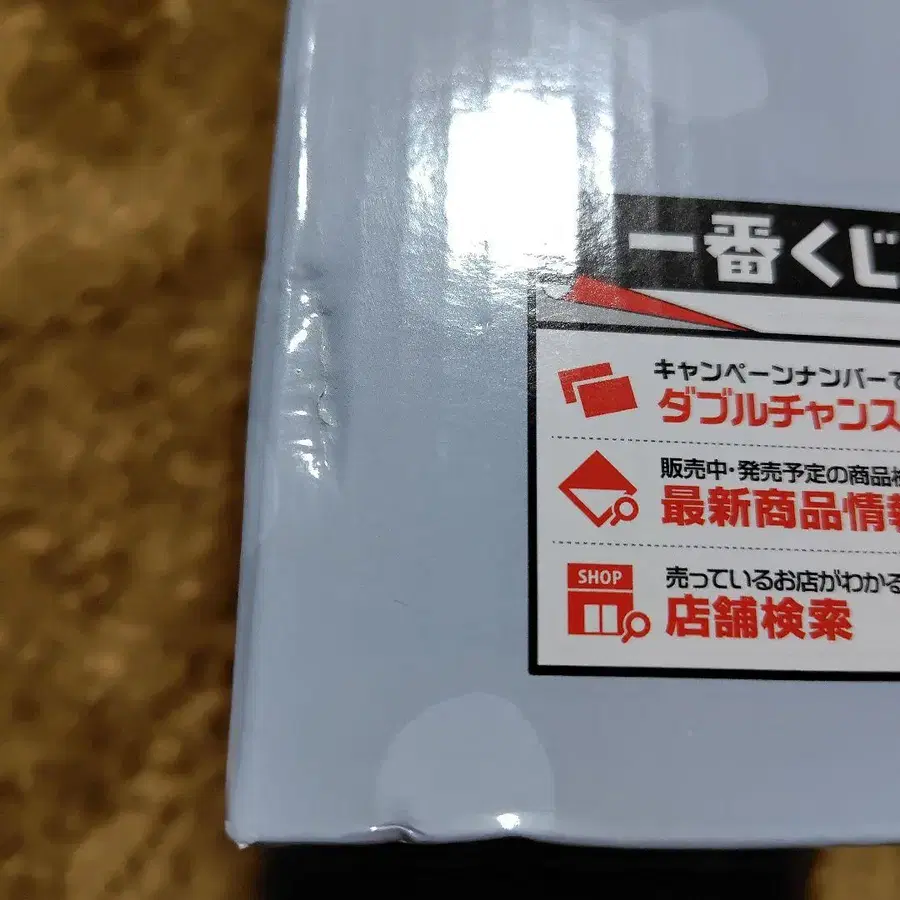 一番くじ
キャンペーンナンバーで
ダブルチャンス
販売中・発売予定の商品検
最新商品情報
SHOP
売っているお店がわかる
店舗検索